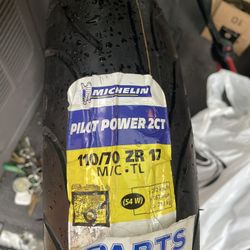 MICHELIN
PILOT POWER 2CT
110/70 ZR 17
M/C • TL
(54 W)
PARTS